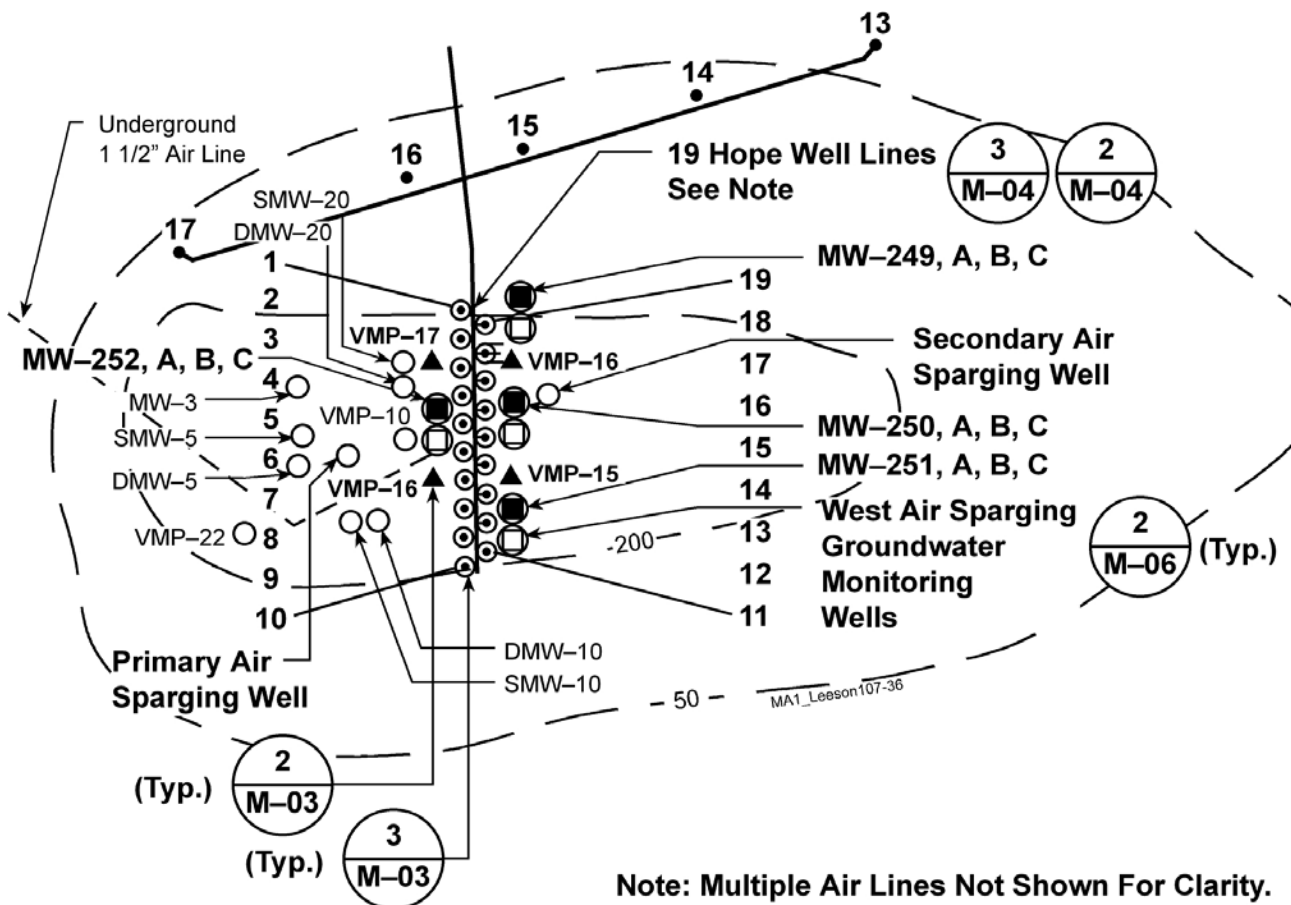 13
14
Underground
1 1/2" Air Line
15
16
19 Hope Well Lines
See Note
3
M–04
2
M–04
SMW–20
DMW–20
17
1
MW–249, A, B, C
19
2
18
VMP–17
3
Secondary Air
Sparging Well
MW–252, A, B, C
VMP–16
17
4
MW–3
16
VMP–10
MW–250, A, B, C
5
SMW–5
15
MW–251, A, B, C
6
DMW–5
VMP–16
VMP–15
7
14
West Air Sparging
Groundwater
Monitoring
Wells
2
M–06
(Typ.)
VMP–22
8
13
-200
9
12
10
11
DMW–10
SMW–10
Primary Air
Sparging Well
- 50 -
MA1_Leeson107-36
2
M–03
(Typ.)
3
M–03
(Typ.)
Note: Multiple Air Lines Not Shown For Clarity.